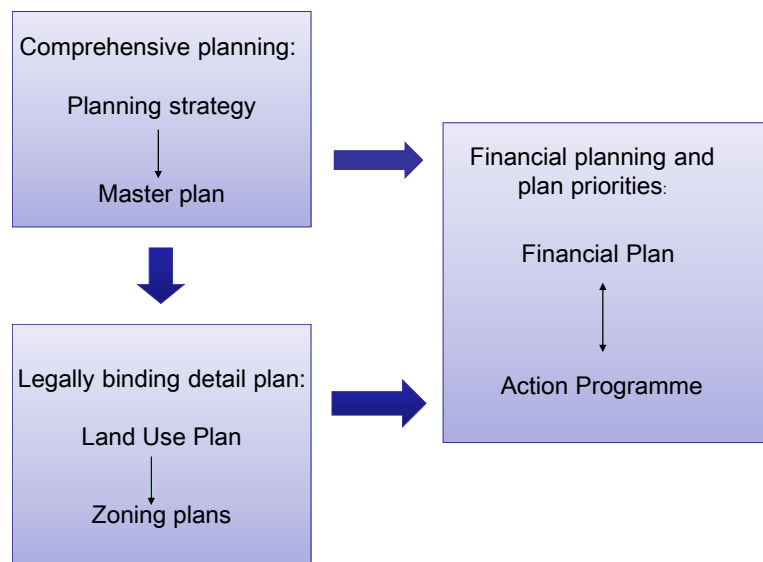 Comprehensive planning:
Planning strategy
Master plan
Legally binding detail plan:
Land Use Plan
Zoning plans
Financial planning and
plan priorities:
Financial Plan
Action Programme